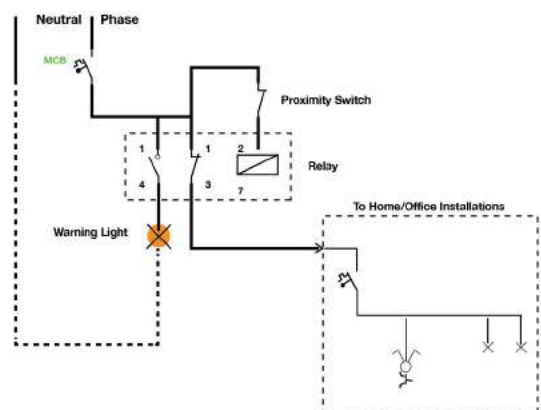 Neutral Phase
MCB
Proximity Switch
1 1 2
Relay
4 3 7
To Home/Office Installations
Warning Light